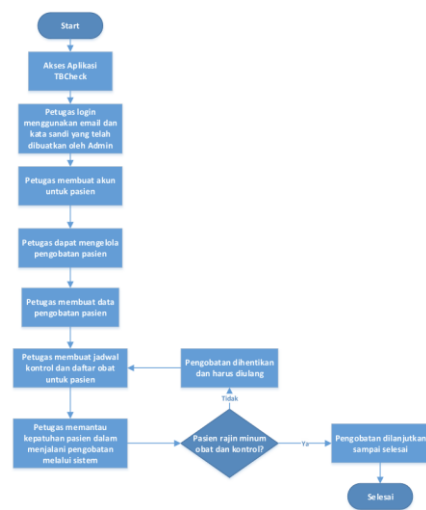 Start
Akses Aplikasi
TBCheck
Petugas login
menggunakan email dan
kata sandi yang telah
dibuatkan oleh Admin
Petugas membuat akun
untuk pasien
Petugas dapat mengelola
pengobatan pasien
Petugas membuat data
pengobatan pasien
Petugas membuat jadwal
kontrol dan daftar obat
untuk pasien
Pengobatan dihentikan
dan harus diulang
Tidak
Petugas memantau
kepatuhan pasien dalam
menjalani pengobatan
melalui sistem
Pasien rajin minum
obat dan kontrol?
Ya
Pengobatan dilanjutkan
sampai selesai
Selesai